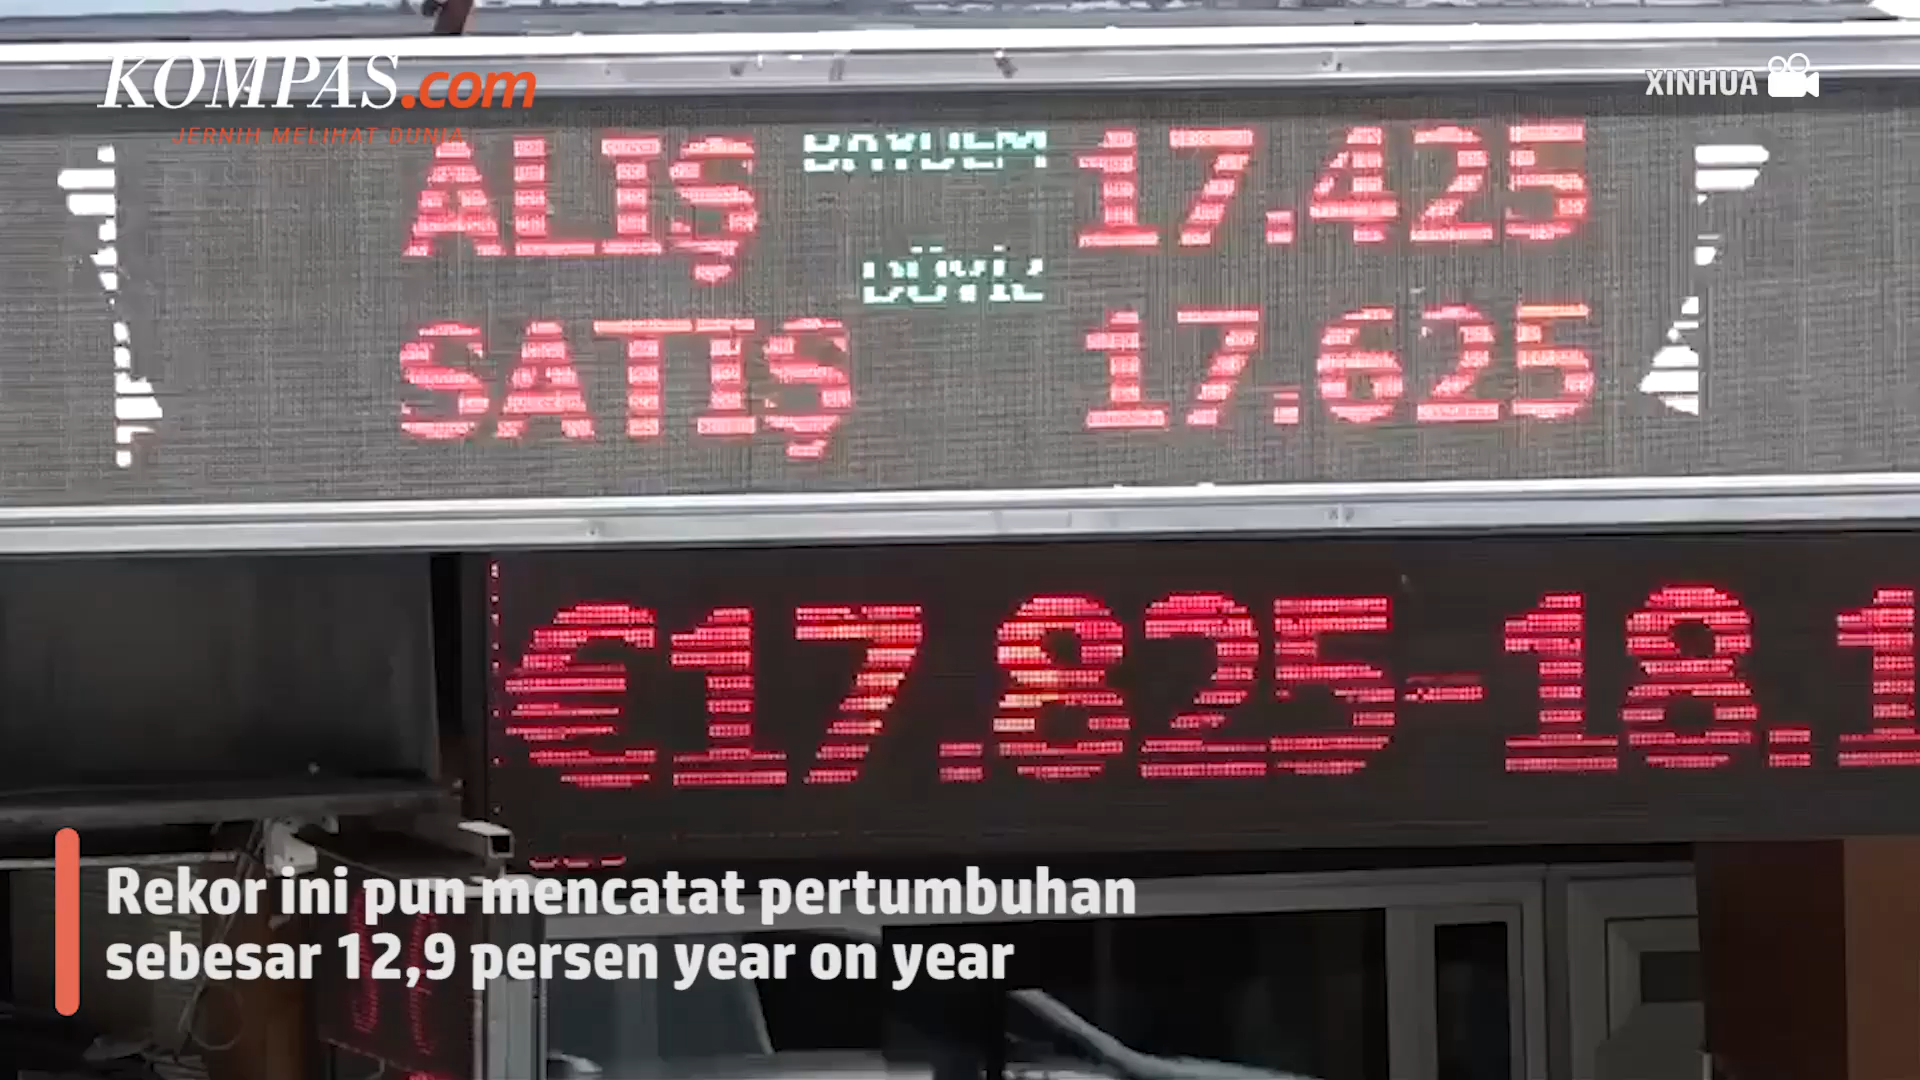 KOMPAS.com
JERNIH MELIHAT DUNIA
XINHUA
ALIŞ 17.425
SATIŞ 17.625
€17.825-18.1
Rekor ini pun mencatat pertumbuhan
sebesar 12,9 persen year on year